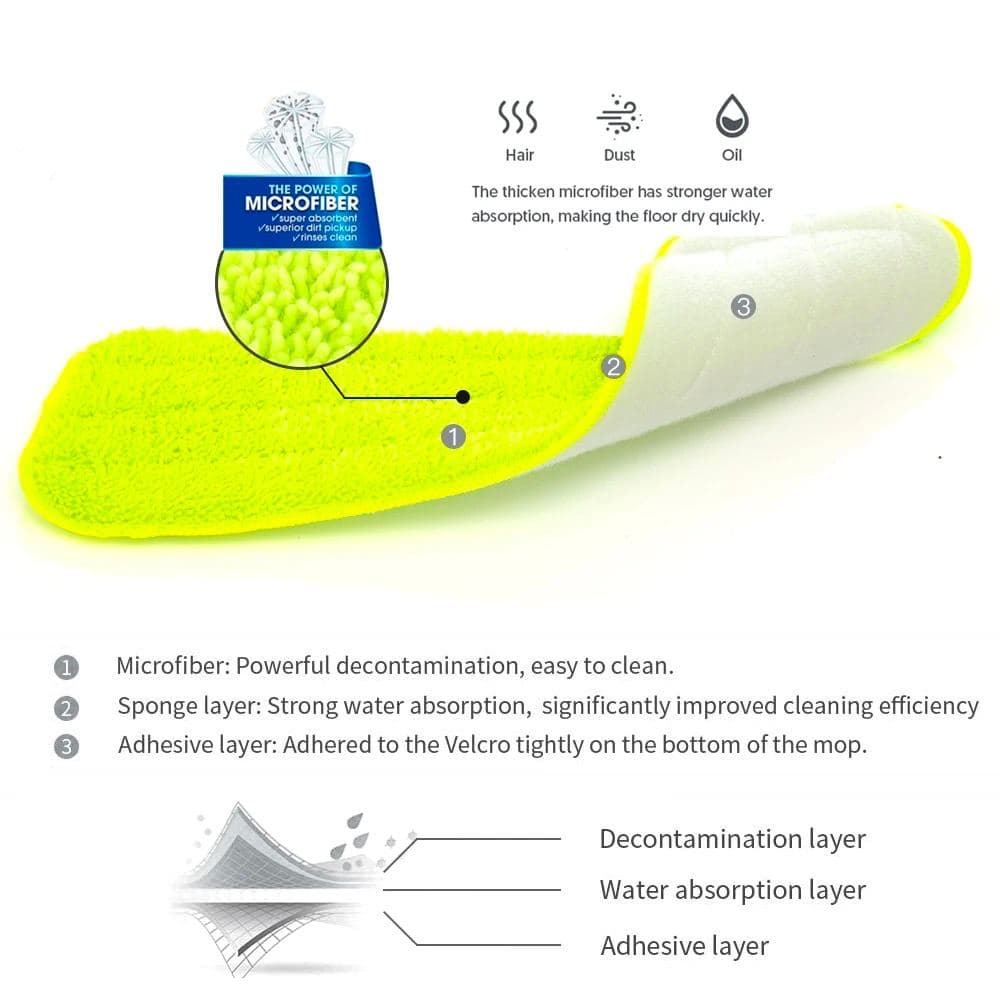 Hair
Dust
Oil
The thicken microfiber has stronger water
absorption, making the floor dry quickly.
THE POWER OF
MICROFIBER
✓super absorbent
✓superior dirt pickup
✓rinses clean
3
2
1
1 Microfiber: Powerful decontamination, easy to clean.
2 Sponge layer: Strong water absorption, significantly improved cleaning efficiency
3 Adhesive layer: Adhered to the Velcro tightly on the bottom of the mop.
Decontamination layer
Water absorption layer
Adhesive layer